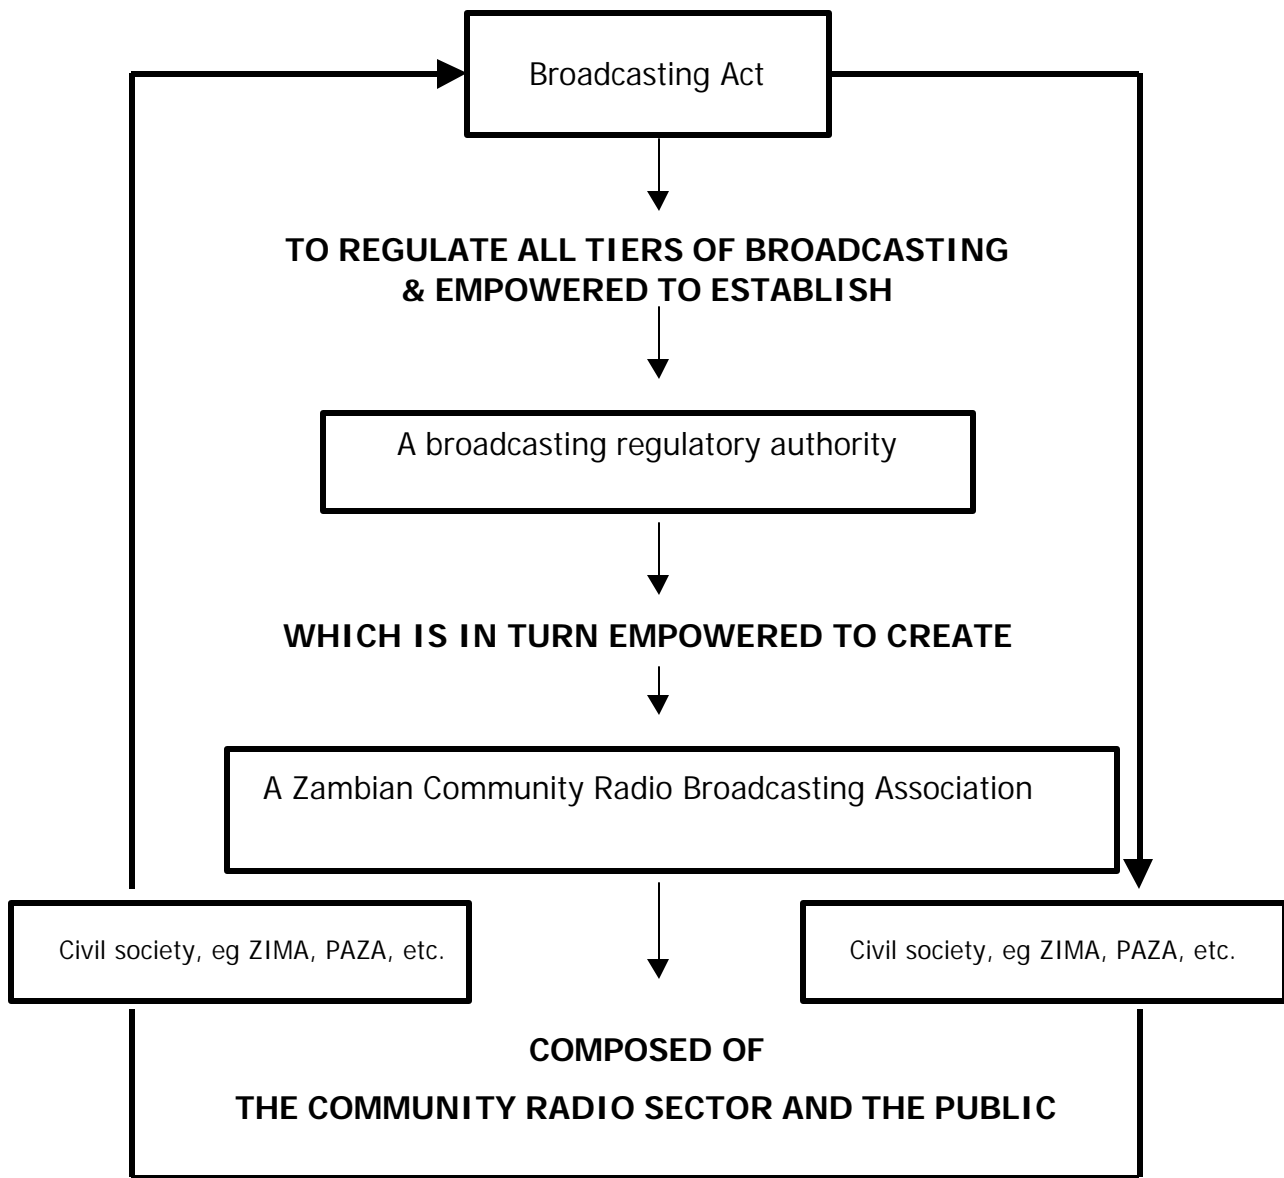 Broadcasting Act
TO REGULATE ALL TIERS OF BROADCASTING
& EMPOWERED TO ESTABLISH
A broadcasting regulatory authority
WHICH IS IN TURN EMPOWERED TO CREATE
A Zambian Community Radio Broadcasting Association
Civil society, eg ZIMA, PAZA, etc.
Civil society, eg ZIMA, PAZA, etc.
COMPOSED OF
THE COMMUNITY RADIO SECTOR AND THE PUBLIC